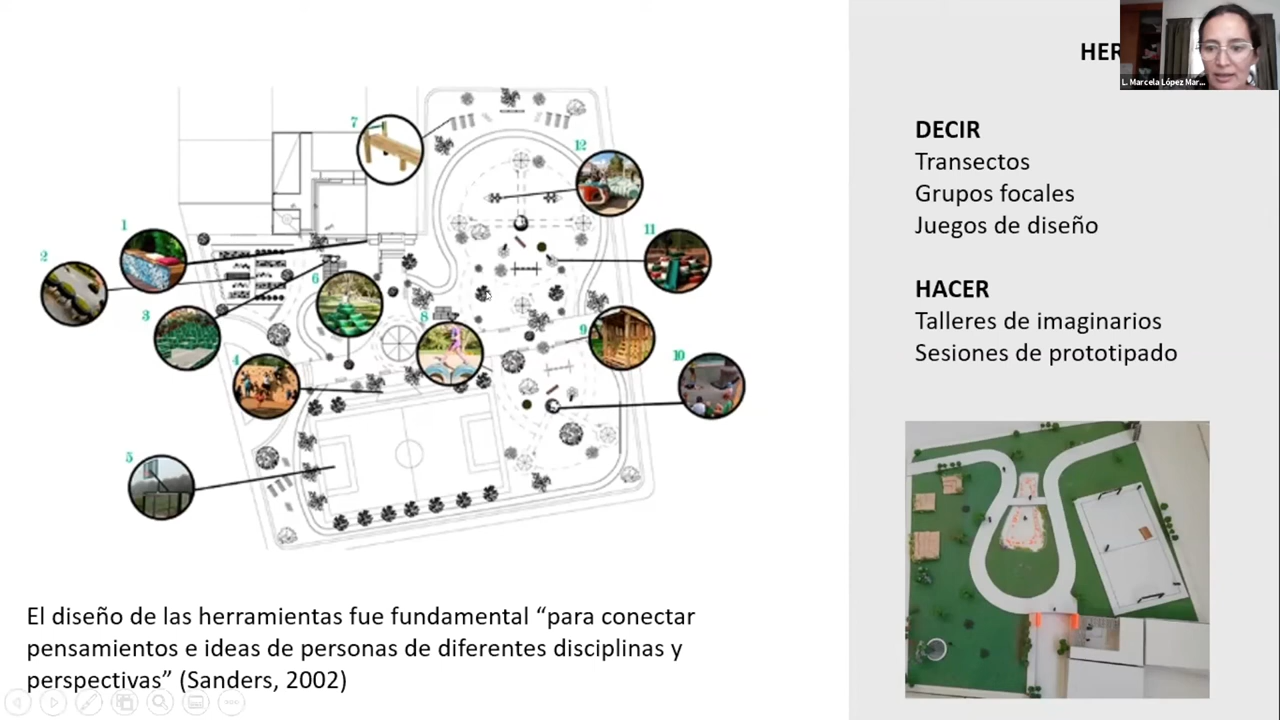 HER
L. Marcela López Mar...
DECIR
Transectos
Grupos focales
Juegos de diseño
HACER
Talleres de imaginarios
Sesiones de prototipado
1
2
3
4
5
6
7
8
9
10
11
12
El diseño de las herramientas fue fundamental “para conectar
pensamientos e ideas de personas de diferentes disciplinas y
perspectivas” (Sanders, 2002)